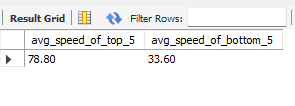 Result Grid Filter Rows:
avg_speed_of_top_5 avg_speed_of_bottom_5
78.80 33.60